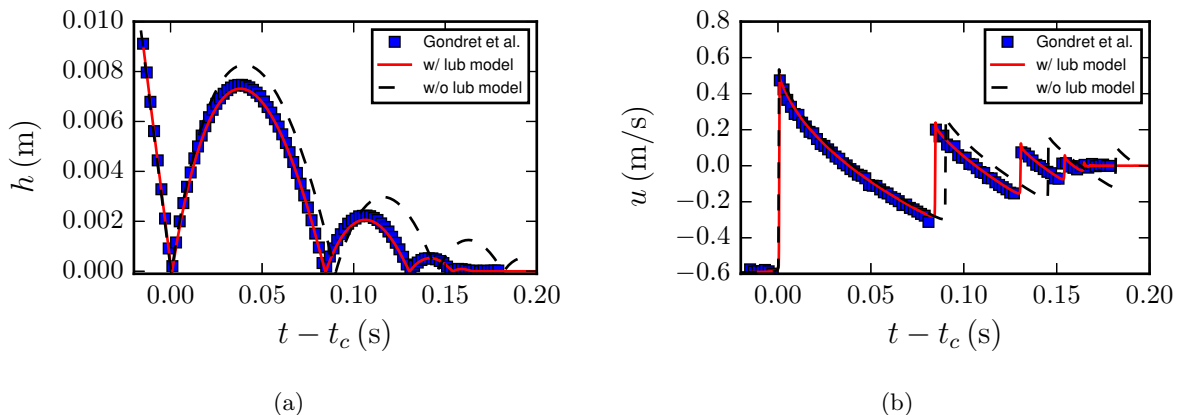 0.010
0.008
0.006
0.004
0.002
0.000
h (m)
0.00 0.05 0.10 0.15 0.20
t − t_c (s)
Gondret et al.
w/ lub model
w/o lub model
(a)
0.8
0.6
0.4
0.2
0.0
−0.2
−0.4
−0.6
u (m/s)
0.00 0.05 0.10 0.15 0.20
t − t_c (s)
Gondret et al.
w/ lub model
w/o lub model
(b)